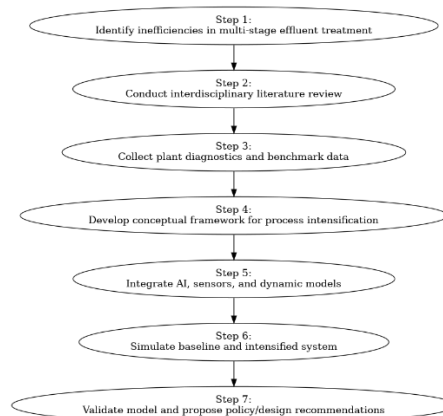 Step 1:
Identify inefficiencies in multi-stage effluent treatment
Step 2:
Conduct interdisciplinary literature review
Step 3:
Collect plant diagnostics and benchmark data
Step 4:
Develop conceptual framework for process intensification
Step 5:
Integrate AI, sensors, and dynamic models
Step 6:
Simulate baseline and intensified system
Step 7:
Validate model and propose policy/design recommendations